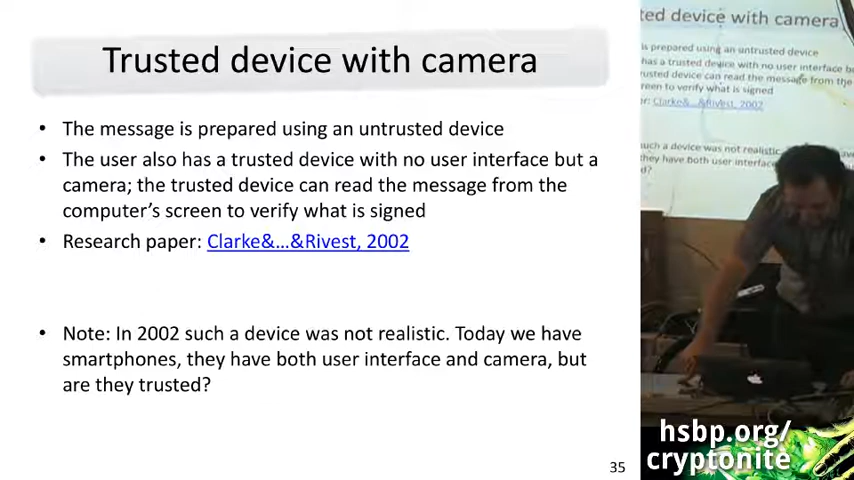 Trusted device with camera
• The message is prepared using an untrusted device
• The user also has a trusted device with no user interface but a
camera; the trusted device can read the message from the
computer's screen to verify what is signed
• Research paper: Clarke&...&Rivest, 2002
• Note: In 2002 such a device was not realistic. Today we have
smartphones, they have both user interface and camera, but
are they trusted?
35
ted device with camera
is prepared using an untrusted device
has a trusted device with no user interface bu
rusted device can read the message from the
reen to verify what is signed
r: Clarke&...&Rivest, 2002
such a device was not realistic.
they have both user interface
d?
hsbp.org/
cryptonite